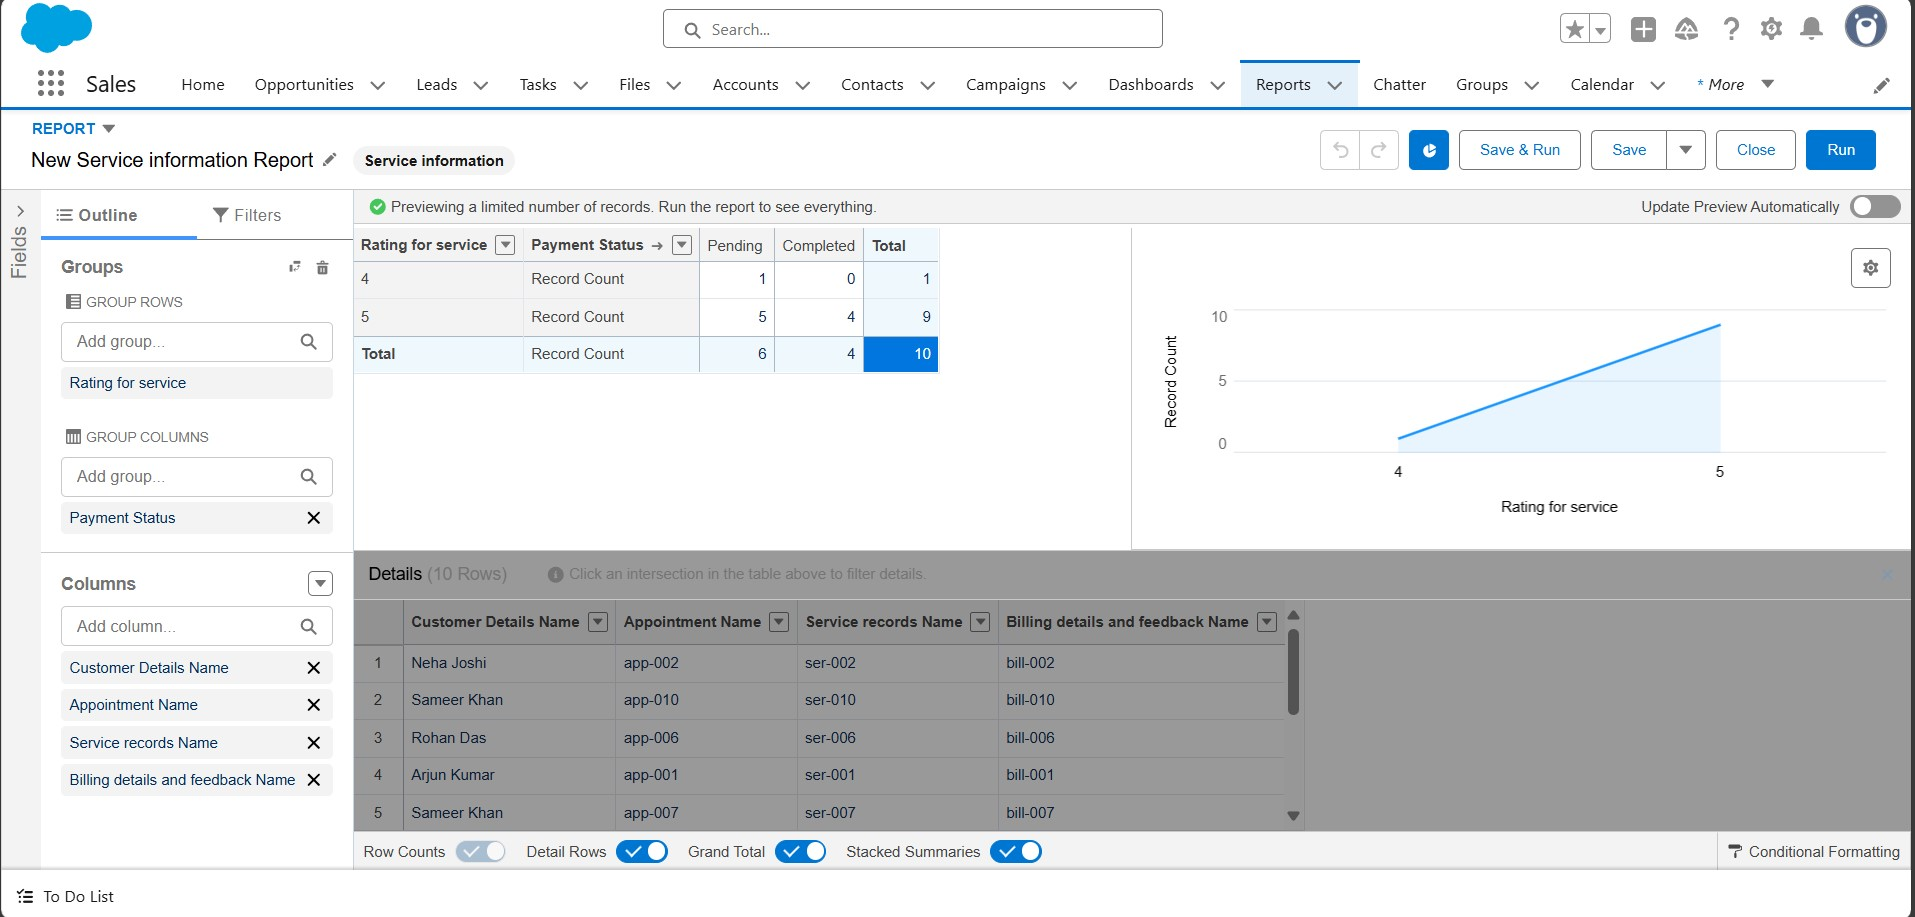 Search...
Sales
Home
Opportunities
Leads
Tasks
Files
Accounts
Contacts
Campaigns
Dashboards
Reports
Chatter
Groups
Calendar
* More
REPORT
New Service information Report
Service information
Save & Run
Save
Close
Run
Fields
Outline
Filters
Groups
GROUP ROWS
Add group...
Rating for service
GROUP COLUMNS
Add group...
Payment Status
Columns
Add column...
Customer Details Name
Appointment Name
Service records Name
Billing details and feedback Name
Previewing a limited number of records. Run the report to see everything.
Update Preview Automatically
Rating for service Payment Status → Pending Completed Total
4 Record Count 1 0 1
5 Record Count 5 4 9
Total Record Count 6 4 10
Record Count
10
5
0
4 5
Rating for service
Details (10 Rows)
Click an intersection in the table above to filter details.
Customer Details Name Appointment Name Service records Name Billing details and feedback Name
1 Neha Joshi app-002 ser-002 bill-002
2 Sameer Khan app-010 ser-010 bill-010
3 Rohan Das app-006 ser-006 bill-006
4 Arjun Kumar app-001 ser-001 bill-001
5 Sameer Khan app-007 ser-007 bill-007
Row Counts
Detail Rows
Grand Total
Stacked Summaries
Conditional Formatting
To Do List